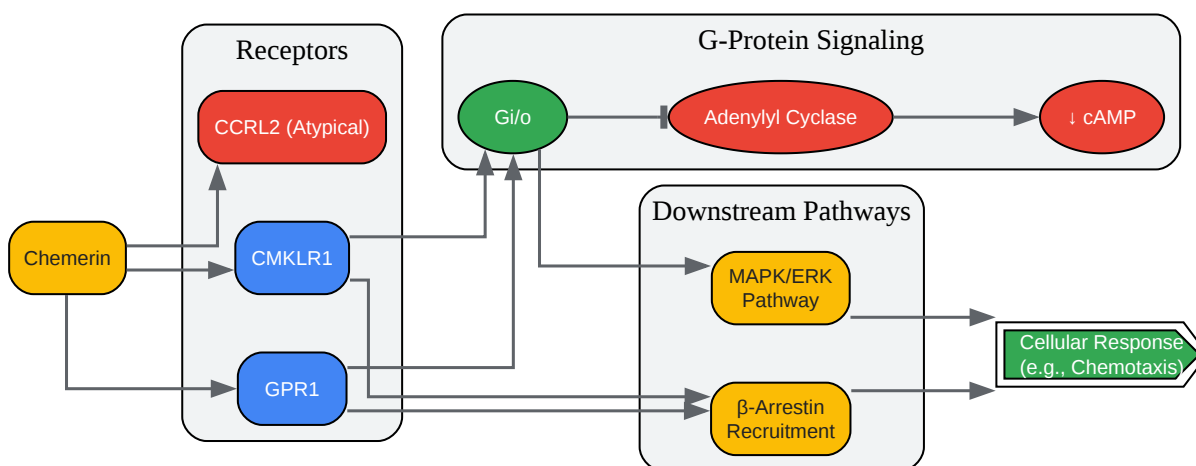 Receptors
CCRL2 (Atypical)
Chemerin
CMKLR1
GPR1
G-Protein Signaling
Gi/o
Adenylyl Cyclase
↓ cAMP
Downstream Pathways
MAPK/ERK
Pathway
β-Arrestin
Recruitment
Cellular Response
(e.g., Chemotaxis)